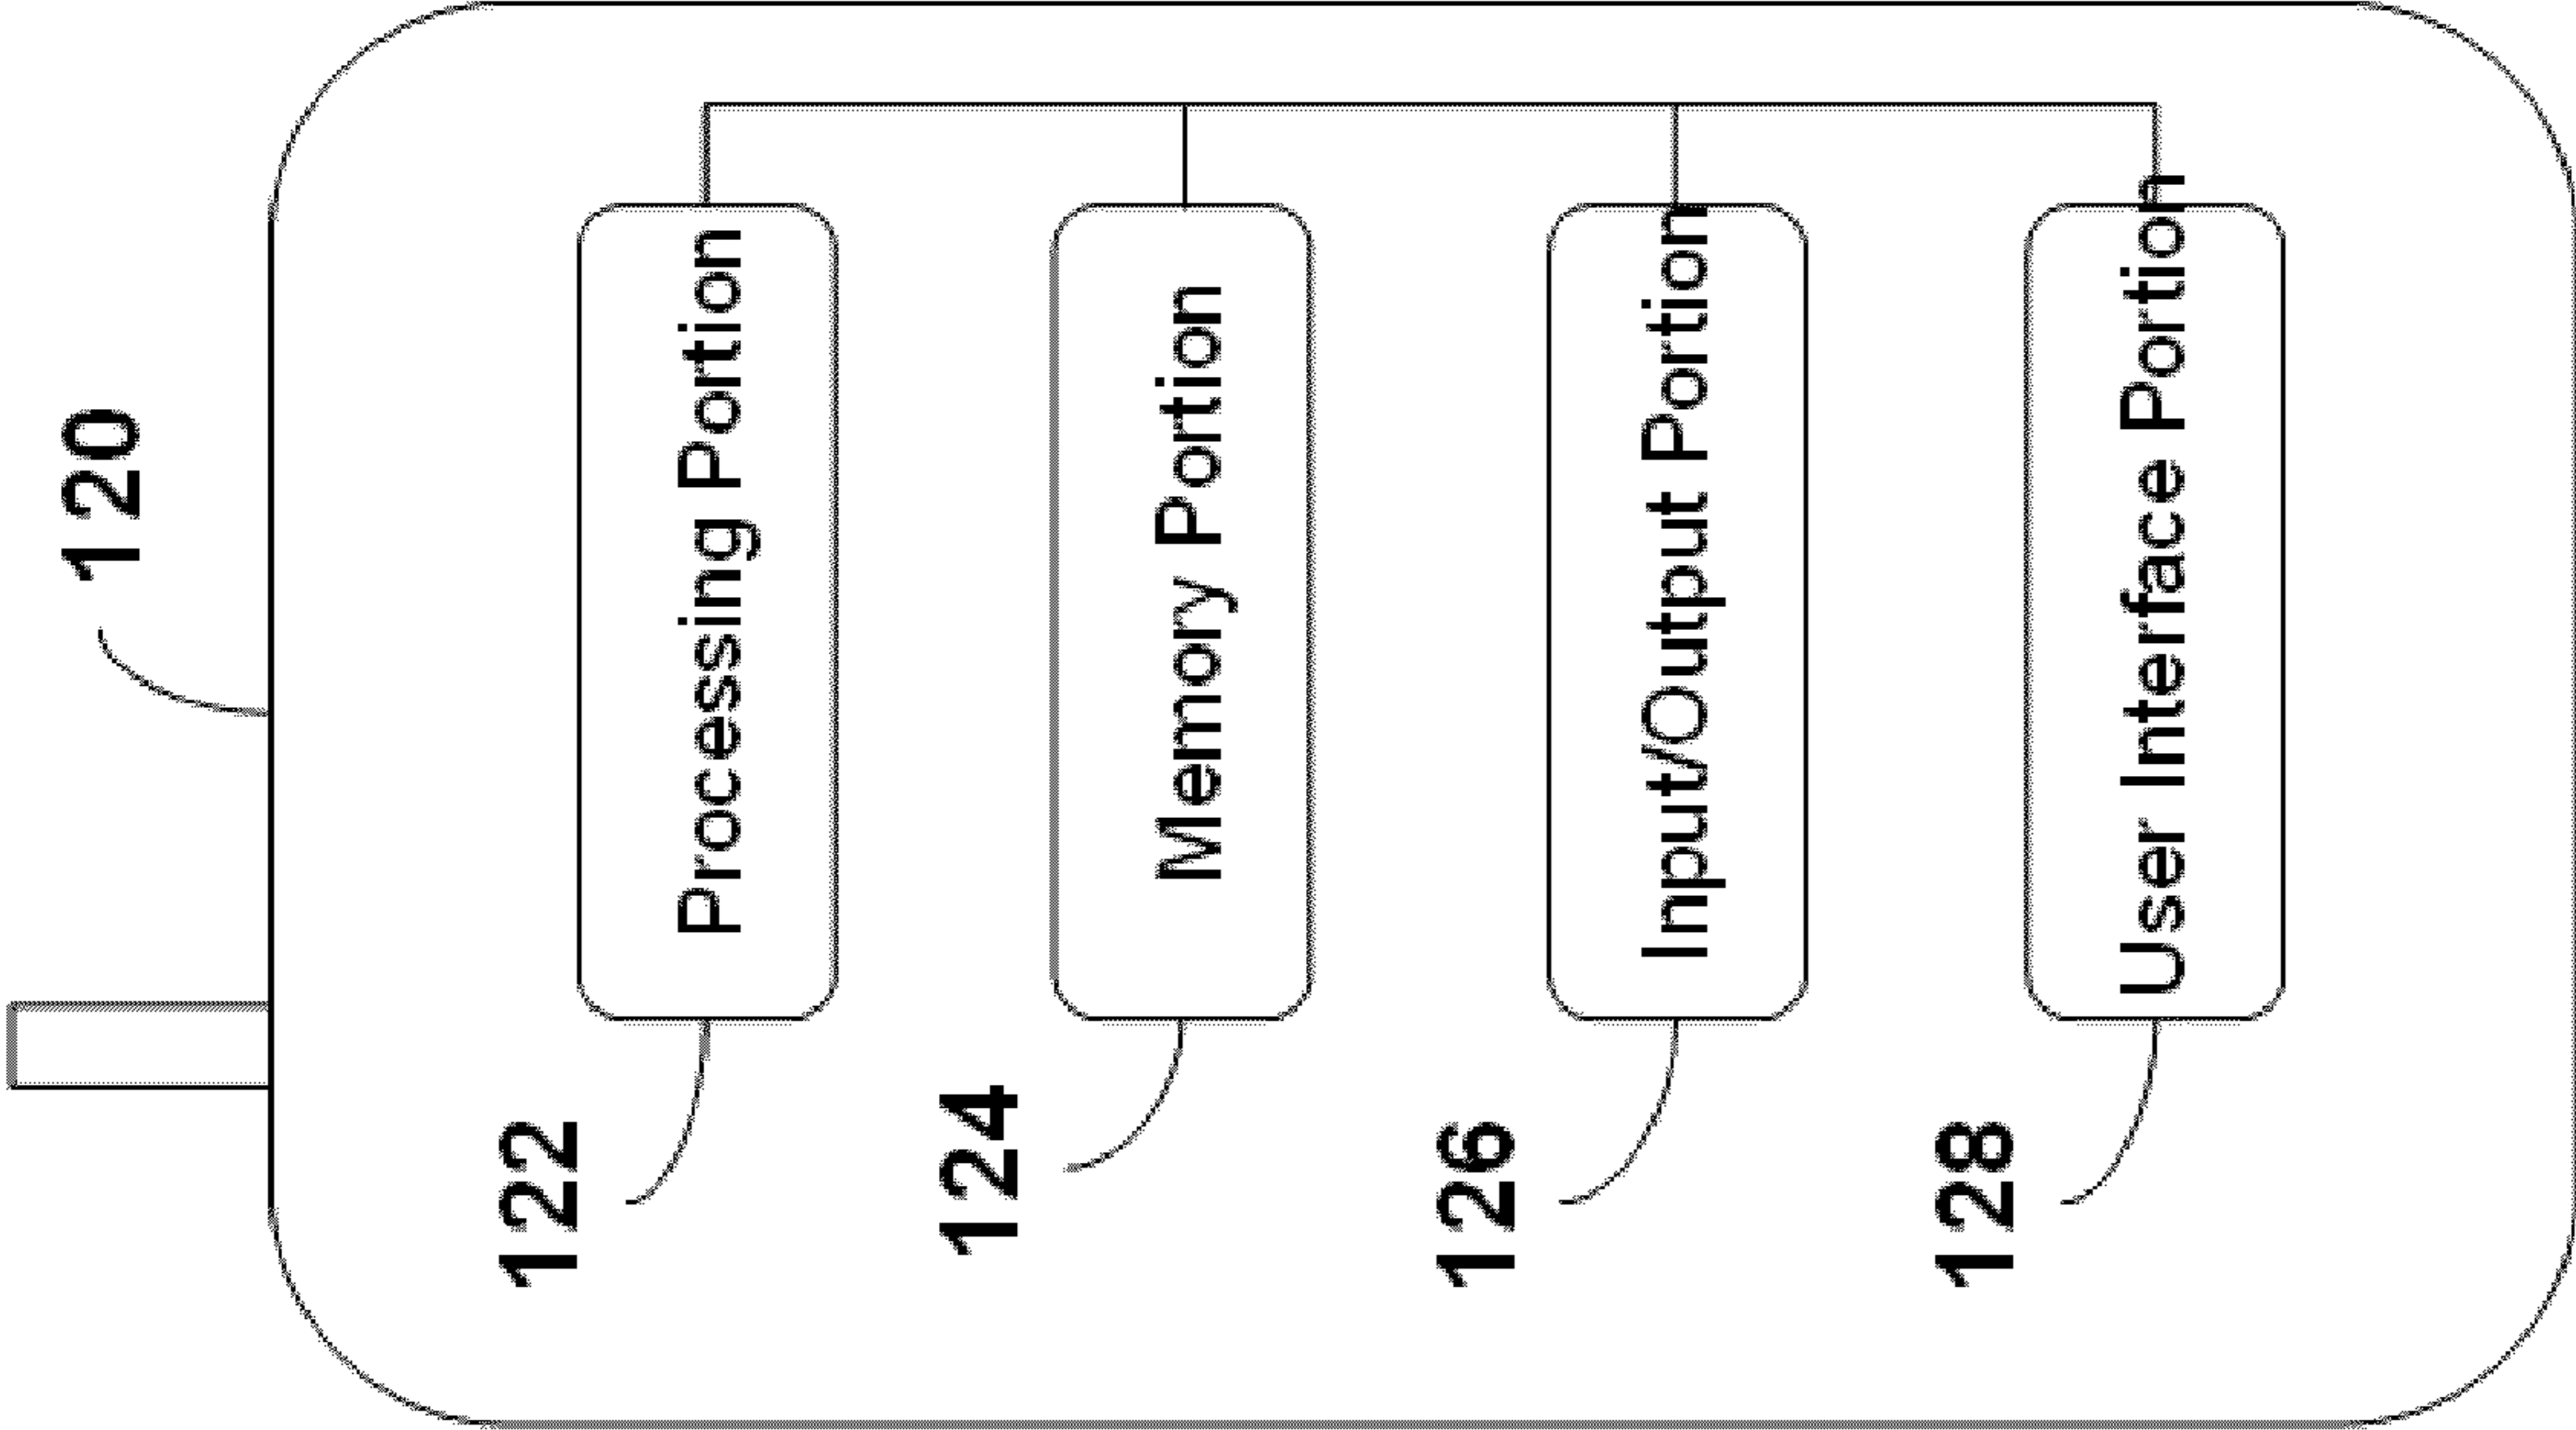 120
Processing Portion
122
Memory Portion
124
Input/Output Portion
126
User Interface Portion
128